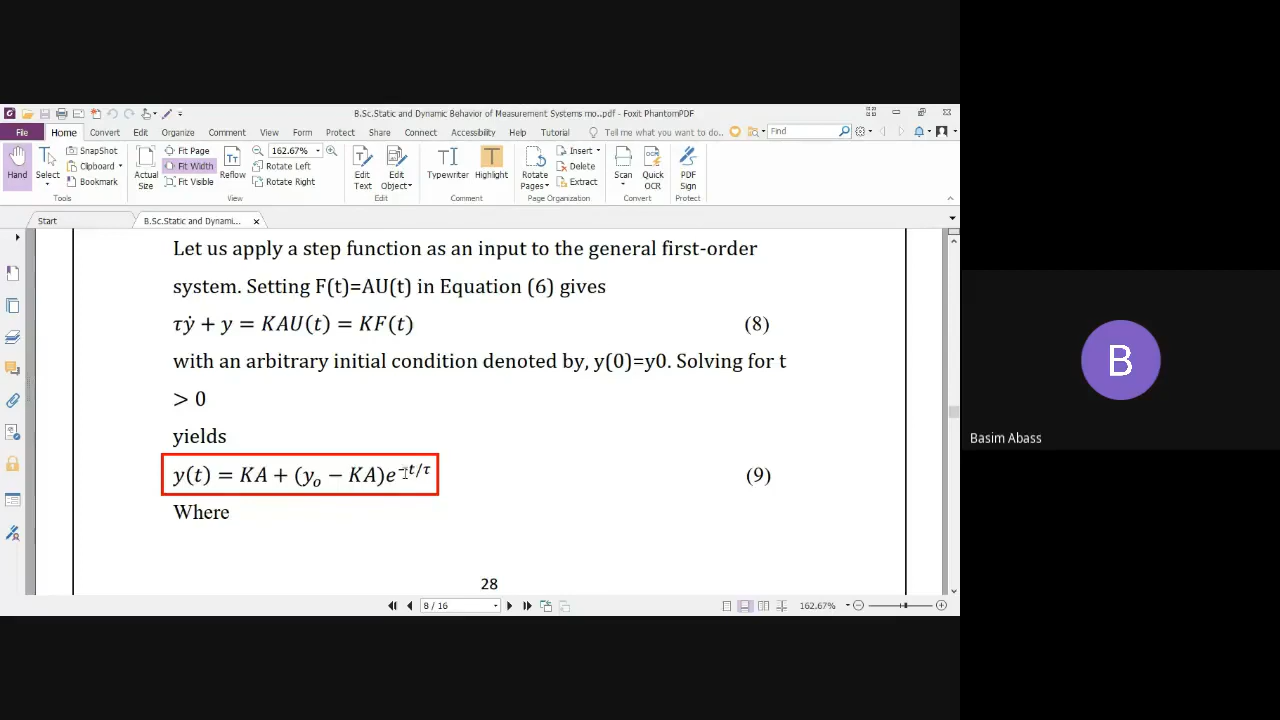 B.Sc.Static and Dynamic Bahavior of Measurement Systems mo..pdf - Foxit PhantomPDF
File Home Convert Edit Organize Comment View Form Protect Share Connect Accessibility Help Tutorial Tell me what you want to do.. Find
Hand
Select
SnapShot
Clipboard
Bookmark
Tools
Actual Size
Fit Page
Fit Width
Fit Visible
Reflow
162.67%
Rotate Left
Rotate Right
View
Edit Text
Edit Object
Edit
Typewriter
Highlight
Comment
Rotate Pages
Insert
Delete
Extract
Page Organization
Scan
Quick OCR
Convert
PDF Sign
Protect
Start
B.Sc.Static and Dynami...
Let us apply a step function as an input to the general first-order
system. Setting F(t)=AU(t) in Equation (6) gives
τẏ + y = KAU(t) = KF(t) (8)
with an arbitrary initial condition denoted by, y(0)=y0. Solving for t
> 0
yields
y(t) = KA + (yₒ − KA)e^−t/τ (9)
Where
28
8 / 16
162.67%
B
Basim Abass